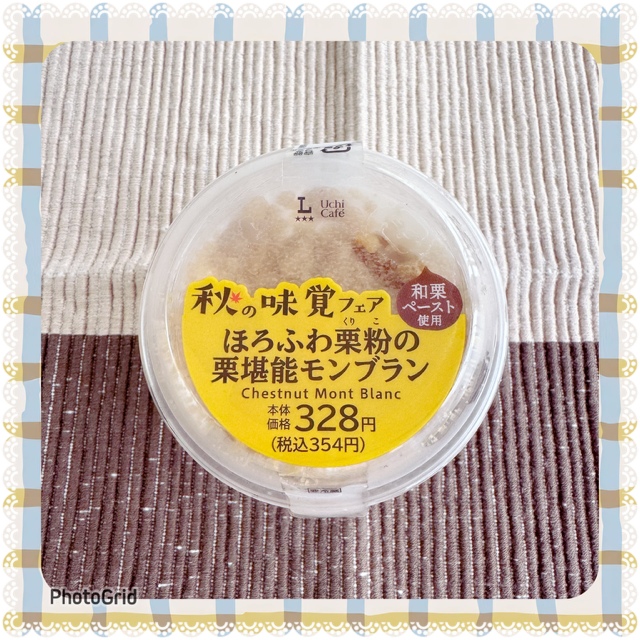 L
Uchi
Café
秋の味覚フェア
和栗
ペースト
使用
ほろふわ栗粉の
くりこ
栗堪能モンブラン
Chestnut Mont Blanc
本体
価格 328円
(税込354円)
PhotoGrid